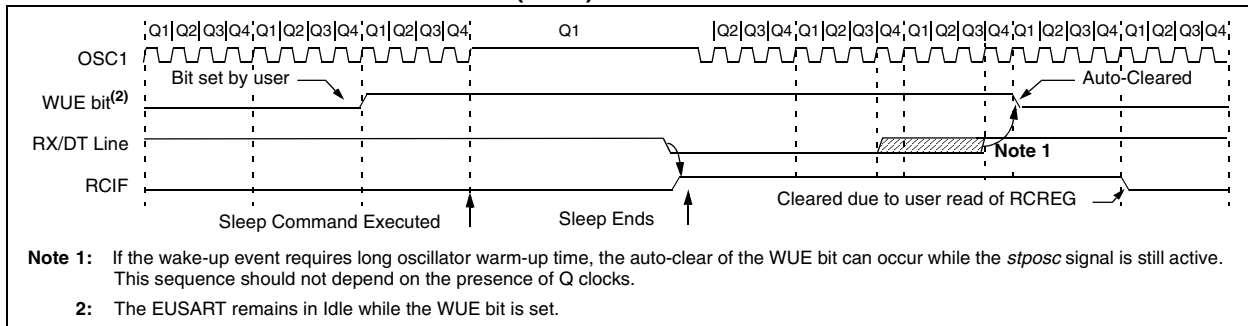 Q1 Q2 Q3 Q4 Q1 Q2 Q3 Q4 Q1 Q2 Q3 Q4 Q1 Q2 Q3 Q4 Q1 Q2 Q3 Q4 Q1 Q2 Q3 Q4 Q1 Q2 Q3 Q4 Q1 Q2 Q3 Q4
OSC1
Bit set by user
Auto-Cleared
WUE bit(2)
RX/DT Line
Note 1
RCIF
Cleared due to user read of RCREG
Sleep Command Executed
Sleep Ends
Note 1: If the wake-up event requires long oscillator warm-up time, the auto-clear of the WUE bit can occur while the stposc signal is still active.
This sequence should not depend on the presence of Q clocks.
2: The EUSART remains in Idle while the WUE bit is set.